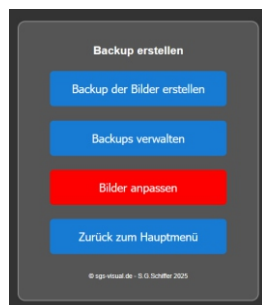 Backup erstellen
Backup der Bilder erstellen
Backups verwalten
Bilder anpassen
Zurück zum Hauptmenü
© sgs-visual.de - S.G.Schiffer 2025